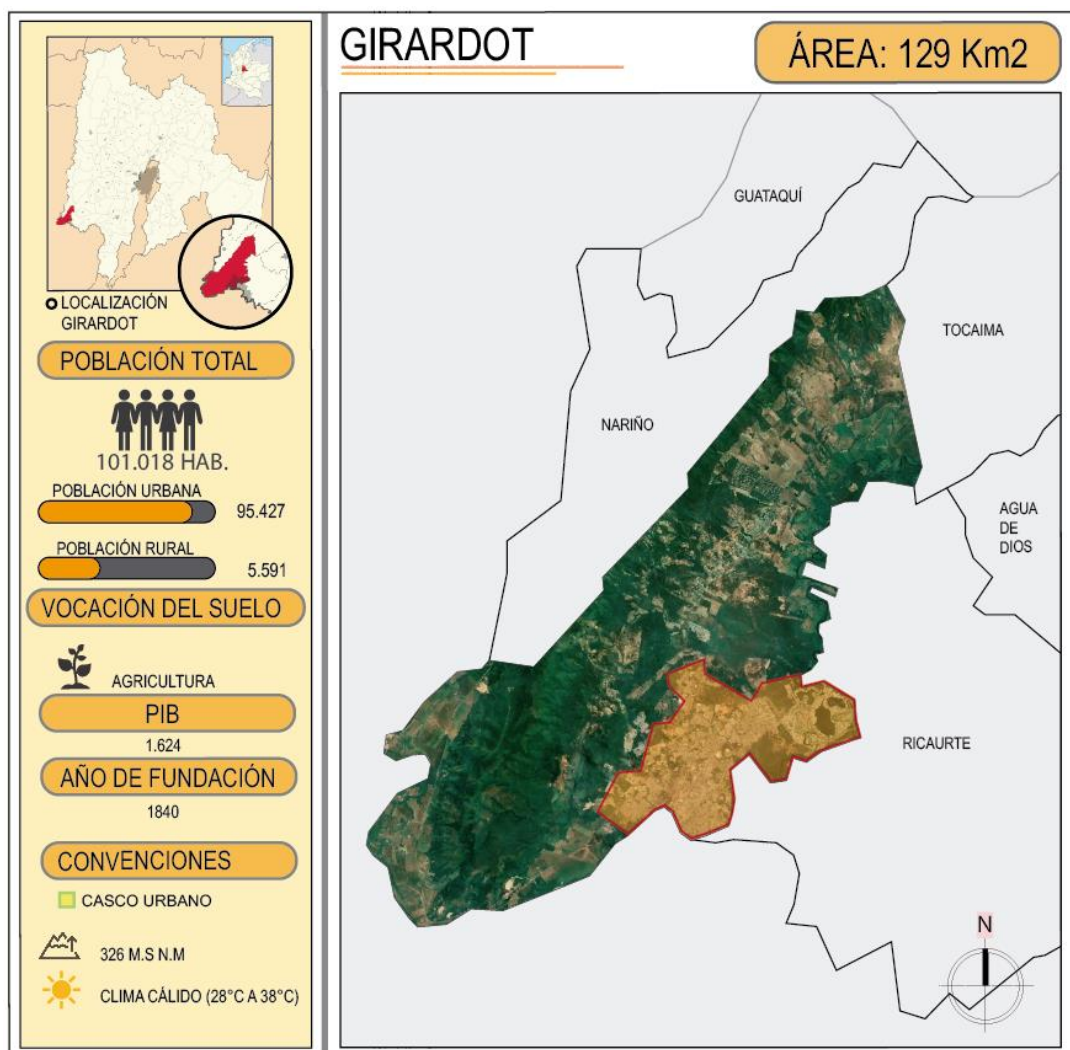 LOCALIZACIÓN
GIRARDOT
POBLACIÓN TOTAL
101.018 HAB.
POBLACIÓN URBANA
95.427
POBLACIÓN RURAL
5.591
VOCACIÓN DEL SUELO
AGRICULTURA
PIB
1.624
AÑO DE FUNDACIÓN
1840
CONVENCIONES
CASCO URBANO
326 M.S N.M
CLIMA CÁLIDO (28°C A 38°C)
GIRARDOT
ÁREA: 129 Km2
GUATAQUÍ
TOCAIMA
NARIÑO
AGUA
DE
DIOS
RICAURTE
N